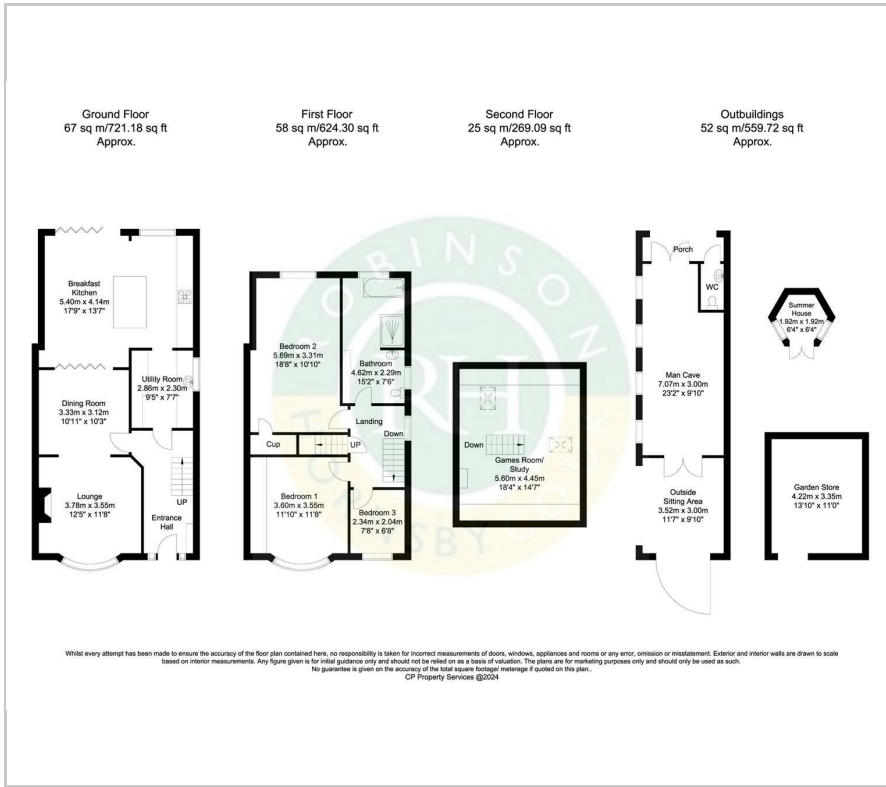 Ground Floor
67 sq m/721.18 sq ft
Approx.
First Floor
58 sq m/624.30 sq ft
Approx.
Second Floor
25 sq m/269.09 sq ft
Approx.
Outbuildings
52 sq m/559.72 sq ft
Approx.
Breakfast
Kitchen
5.40m x 4.14m
17'9" x 13'7"
Utility Room
2.86m x 2.30m
9'5" x 7'7"
Dining Room
3.33m x 3.12m
10'11" x 10'3"
Lounge
3.78m x 3.55m
12'5" x 11'8"
UP
Entrance
Hall
Bedroom 2
5.69m x 3.31m
18'8" x 10'10"
Bathroom
4.62m x 2.29m
15'2" x 7'6"
Landing
Down
Cup
UP
Bedroom 1
3.60m x 3.55m
11'10" x 11'8"
Bedroom 3
2.34m x 2.04m
7'8" x 6'8"
Down
Games Room/
Study
5.60m x 4.45m
18'4" x 14'7"
Porch
WC
Man Cave
7.07m x 3.00m
23'2" x 9'10"
Outside
Sitting Area
3.52m x 3.00m
11'7" x 9'10"
Summer
House
1.92m x 1.92m
6'4" x 6'4"
Garden Store
4.22m x 3.35m
13'10" x 11'0"
ROBINSON
RH
HORNSBY
Whilst every attempt has been made to ensure the accuracy of the floor plan contained here, no responsibility is taken for incorrect measurements of doors, windows, appliances and rooms or any error, omission or misstatement. Exterior and interior walls are drawn to scale
based on interior measurements. Any figure given is for initial guidance only and should not be relied on as a basis of valuation. The plans are for marketing purposes only and should only be used as such.
No guarantee is given on the accuracy of the total square footage/ meterage if quoted on this plan..
CP Property Services @2024